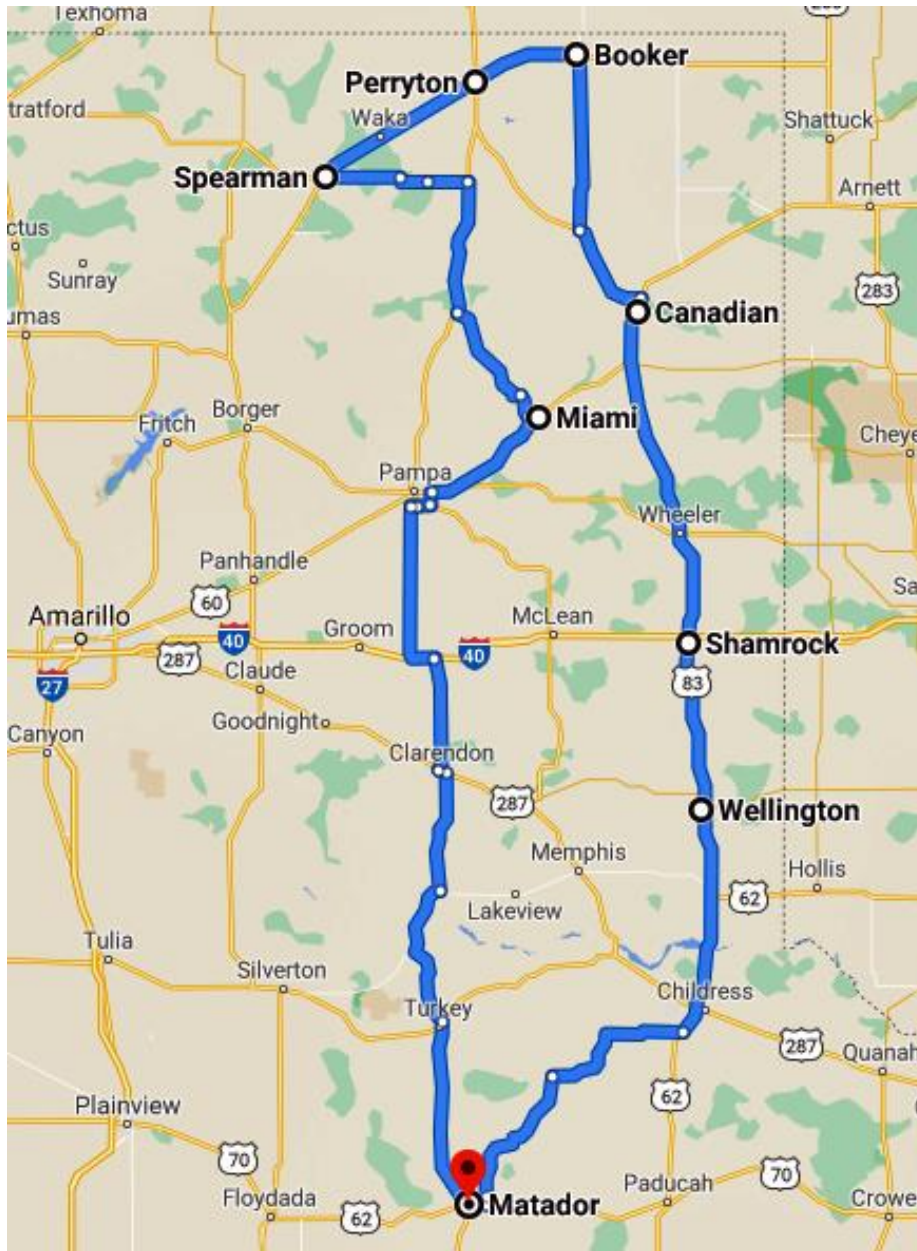 Texhoma
Booker
Perryton
tratford
Waka
Shattuck
Spearman
Arnett
ctus
Sunray
283
umas
Canadian
Borger
Miami
Fritch
Cheye
Pampa
Wheeler
Panhandle
60
Sa
Amarillo
McLean
40
Groom
287
40
Shamrock
Claude
83
27
Goodnight
Canyon
Clarendon
287
Wellington
Memphis
Hollis
Lakeview
62
Tulia
Silverton
Childress
Turkey
287
Quanah
62
Plainview
70
Paducah
70
Floydada
62
Matador
Crowe